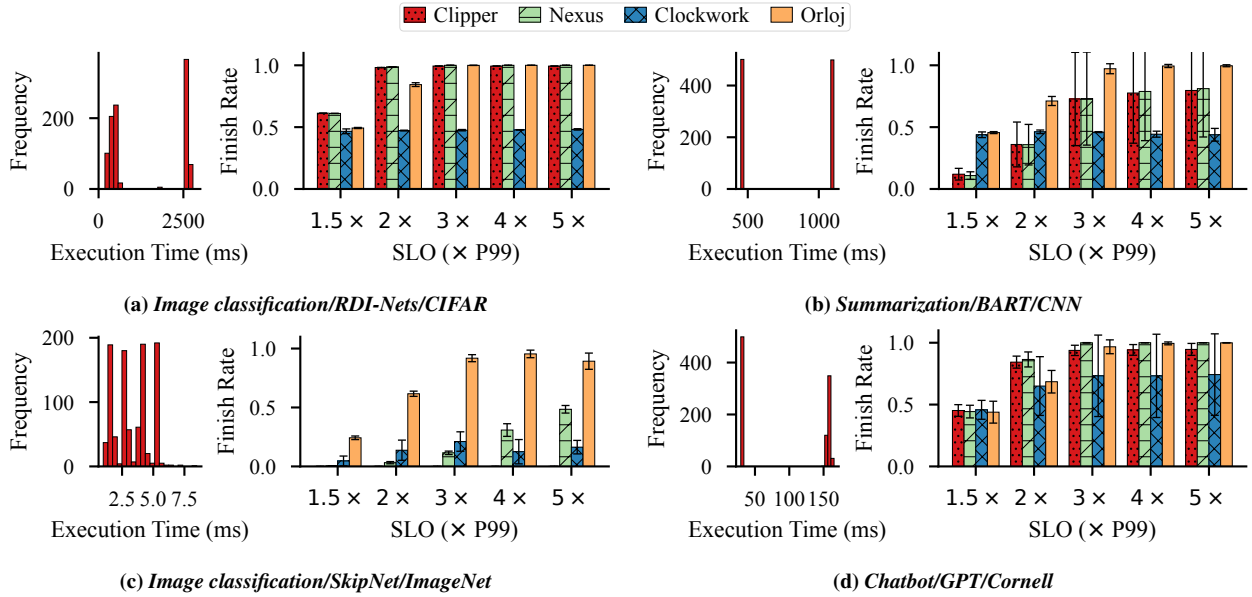 Clipper Nexus Clockwork Orloj
Frequency
200
0
0 2500
Execution Time (ms)
Finish Rate
1.0
0.5
0.0
1.5 × 2 × 3 × 4 × 5 ×
SLO (× P99)
(a) Image classification/RDI-Nets/CIFAR
Frequency
400
200
0
500 1000
Execution Time (ms)
Finish Rate
1.0
0.5
0.0
1.5 × 2 × 3 × 4 × 5 ×
SLO (× P99)
(b) Summarization/BART/CNN
Frequency
200
100
0
2.5 5.0 7.5
Execution Time (ms)
Finish Rate
1.0
0.5
0.0
1.5 × 2 × 3 × 4 × 5 ×
SLO (× P99)
(c) Image classification/SkipNet/ImageNet
Frequency
400
200
0
50 100 150
Execution Time (ms)
Finish Rate
1.0
0.5
0.0
1.5 × 2 × 3 × 4 × 5 ×
SLO (× P99)
(d) Chatbot/GPT/Cornell